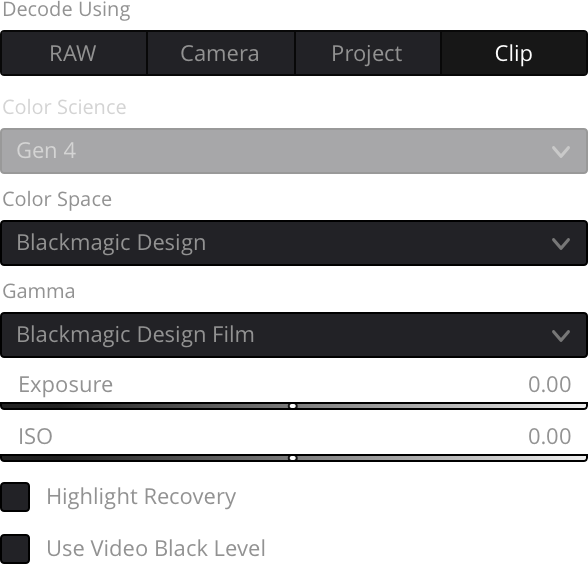 Decode Using
RAW Camera Project Clip
Color Science
Gen 4
Color Space
Blackmagic Design
Gamma
Blackmagic Design Film
Exposure 0.00
ISO 0.00
Highlight Recovery
Use Video Black Level